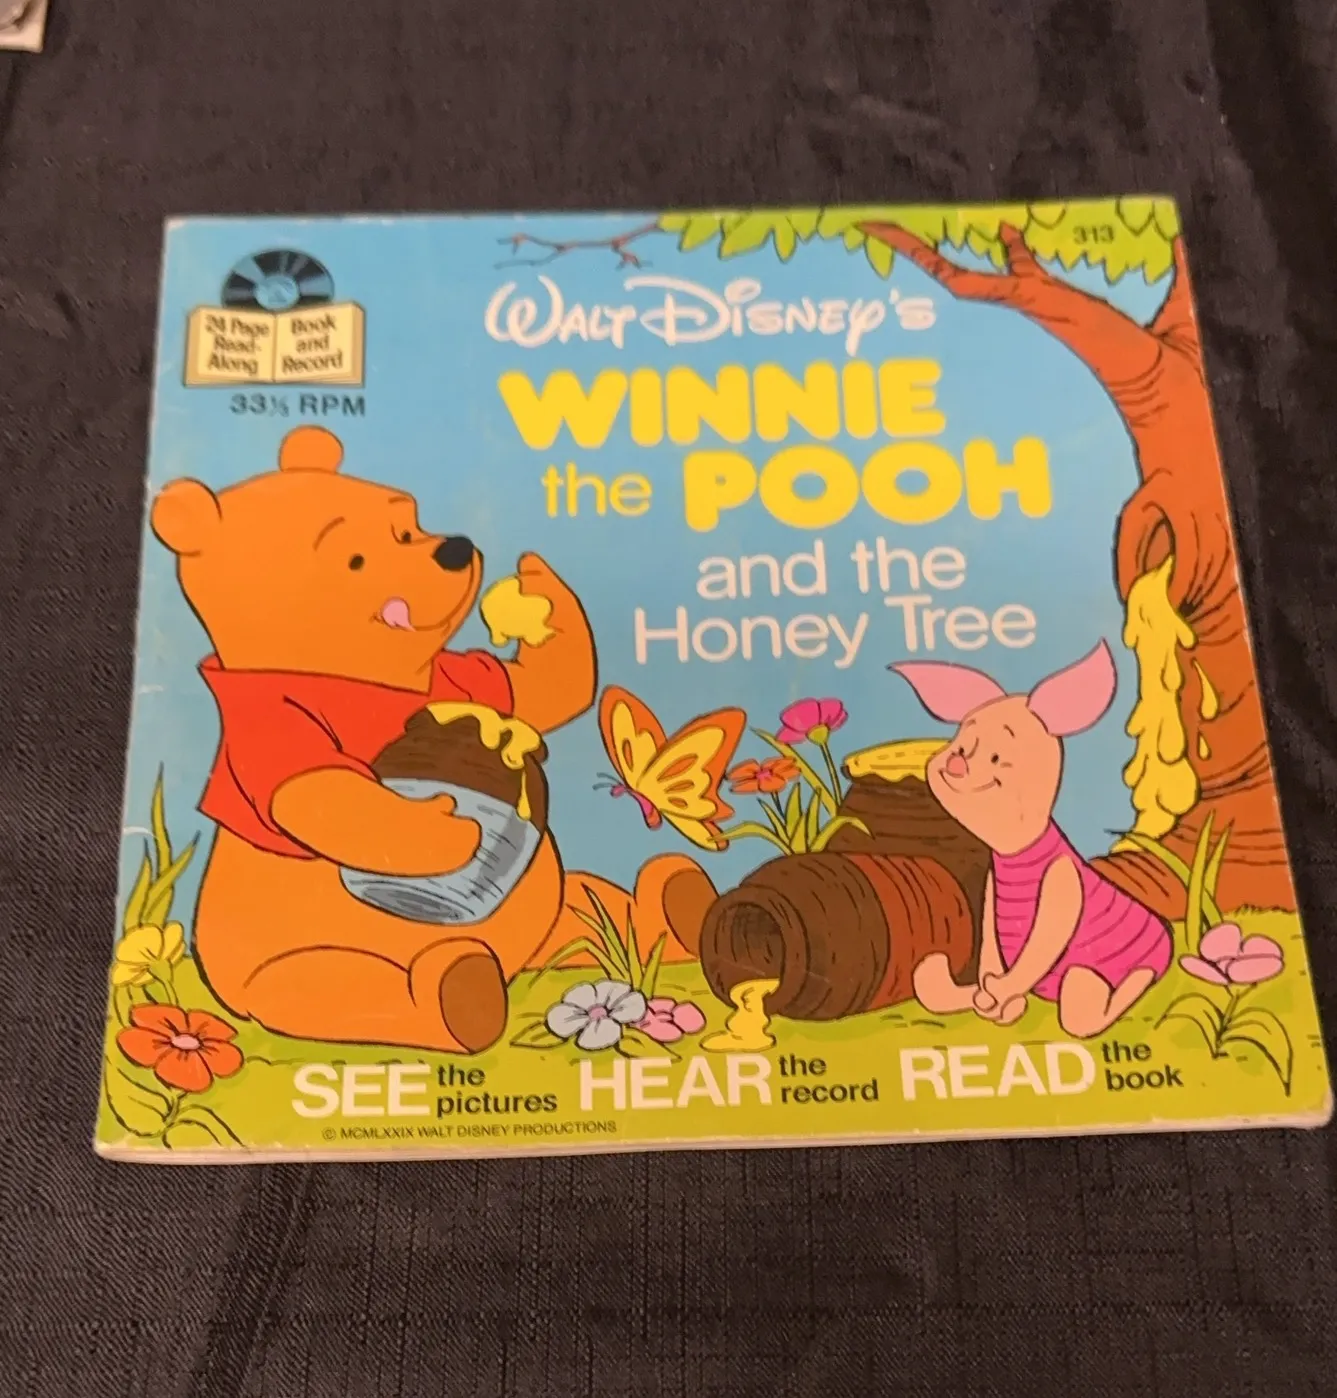 313
24 Page
Read-
Along
Book
and
Record
33⅓ RPM
WALT DISNEY'S
WINNIE
the POOH
and the
Honey Tree
SEE the pictures HEAR the record READ the book
© MCMLXXIX WALT DISNEY PRODUCTIONS